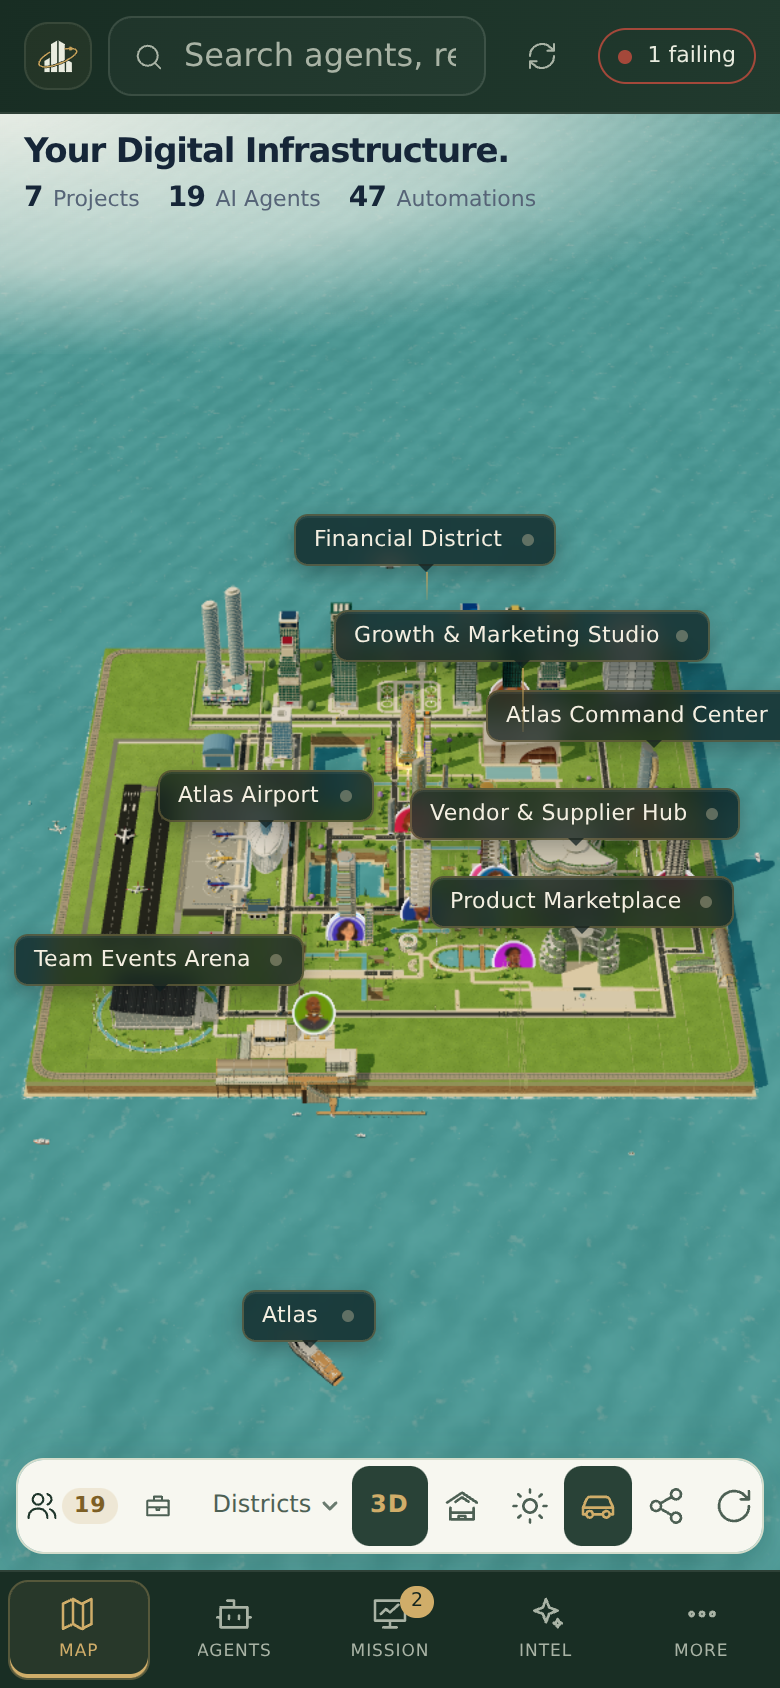 Search agents, re
1 failing
Your Digital Infrastructure.
7 Projects 19 AI Agents 47 Automations
Financial District
Growth & Marketing Studio
Atlas Command Center
Atlas Airport
Vendor & Supplier Hub
Product Marketplace
Team Events Arena
Atlas
19 Districts 3D
2
MAP AGENTS MISSION INTEL MORE